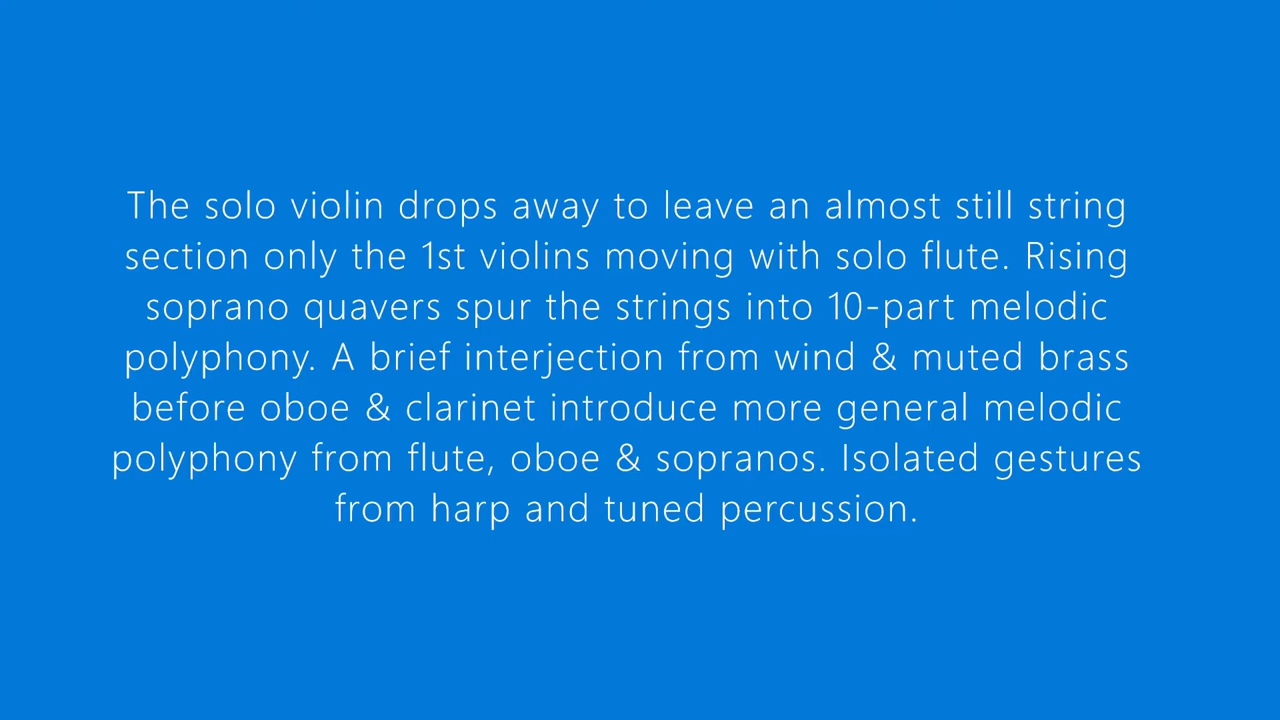 The solo violin drops away to leave an almost still string
section only the 1st violins moving with solo flute. Rising
soprano quavers spur the strings into 10-part melodic
polyphony. A brief interjection from wind & muted brass
before oboe & clarinet introduce more general melodic
polyphony from flute, oboe & sopranos. Isolated gestures
from harp and tuned percussion.